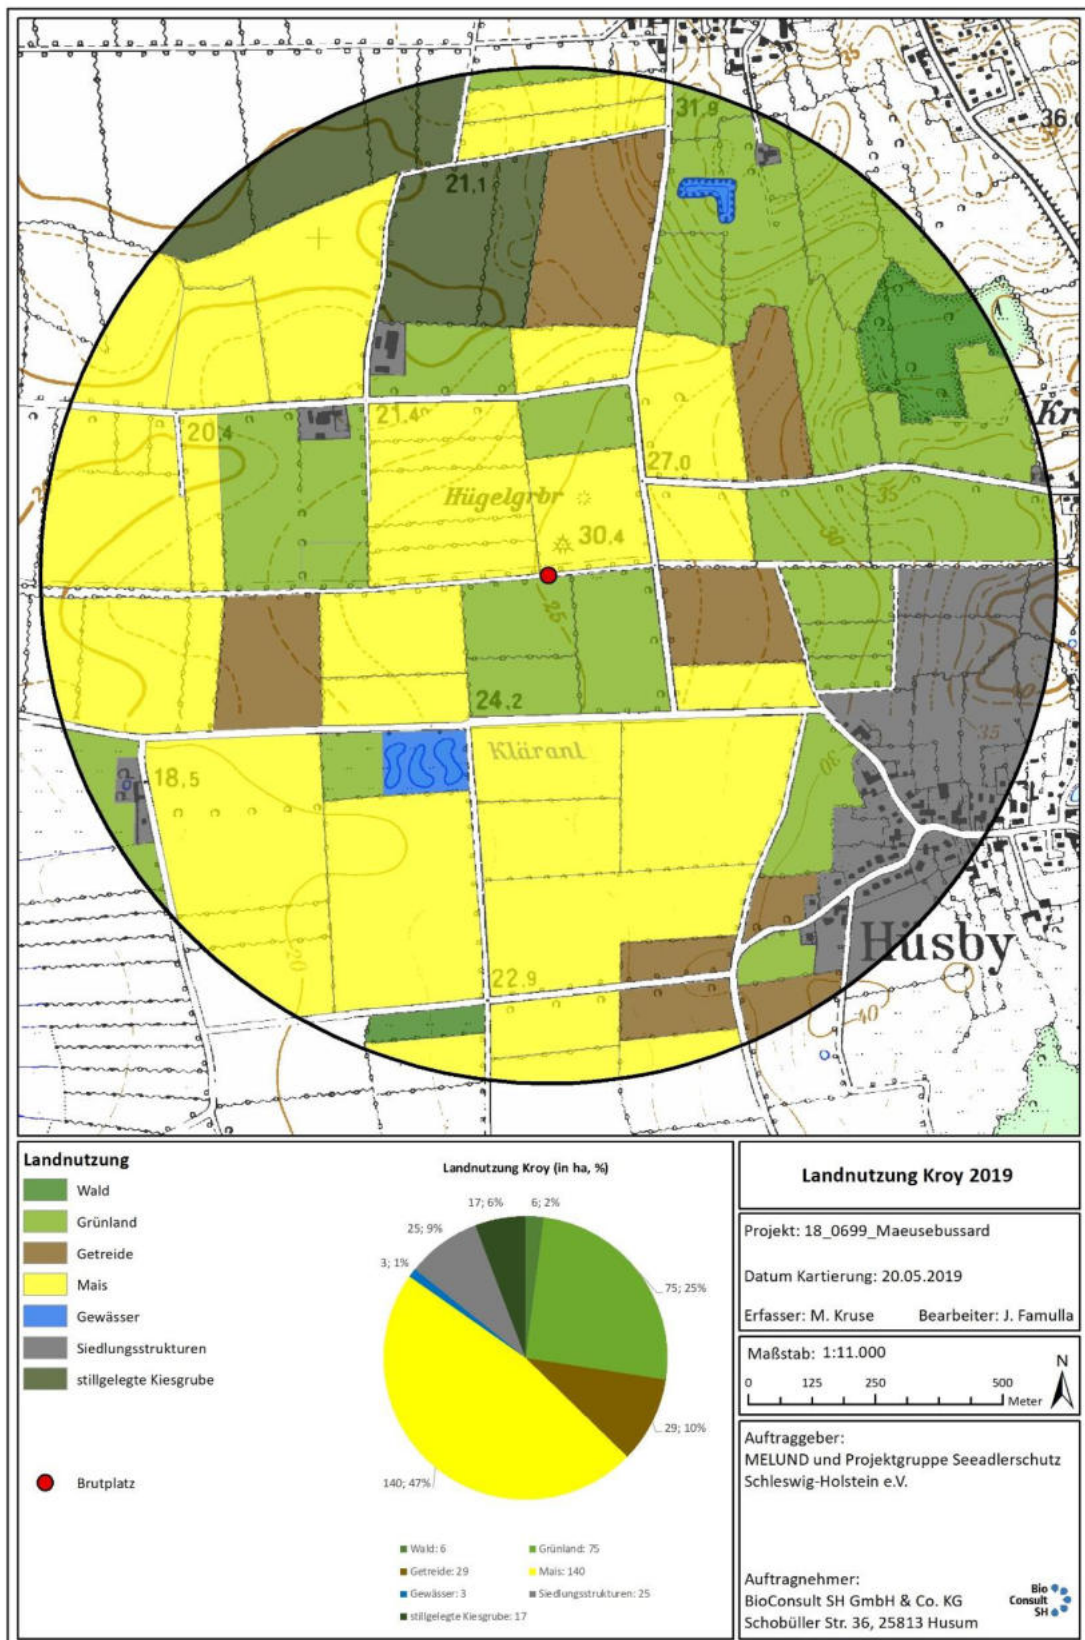 31,9
36,
35
21,1
20,4
21,4
Kr
27,0
Hügelgrbr
35
30
30,4
25
24,2
40
35
Kläranl
30
18,5
20
Hüsby
22,9
40
Landnutzung
Wald
Grünland
Getreide
Mais
Gewässer
Siedlungsstrukturen
stillgelegte Kiesgrube
Brutplatz
Landnutzung Kroy (in ha, %)
17; 6%
6; 2%
25; 9%
3; 1%
75; 25%
29; 10%
140; 47%
Wald: 6
Grünland: 75
Getreide: 29
Mais: 140
Gewässer: 3
Siedlungsstrukturen: 25
stillgelegte Kiesgrube: 17
Landnutzung Kroy 2019
Projekt: 18_0699_Maeusebussard
Datum Kartierung: 20.05.2019
Erfasser: M. Kruse Bearbeiter: J. Famulla
Maßstab: 1:11.000
N
0 125 250 500
Meter
Auftraggeber:
MELUND und Projektgruppe Seeadlerschutz
Schleswig-Holstein e.V.
Auftragnehmer:
BioConsult SH GmbH & Co. KG
Schobüller Str. 36, 25813 Husum
Bio
Consult
SH